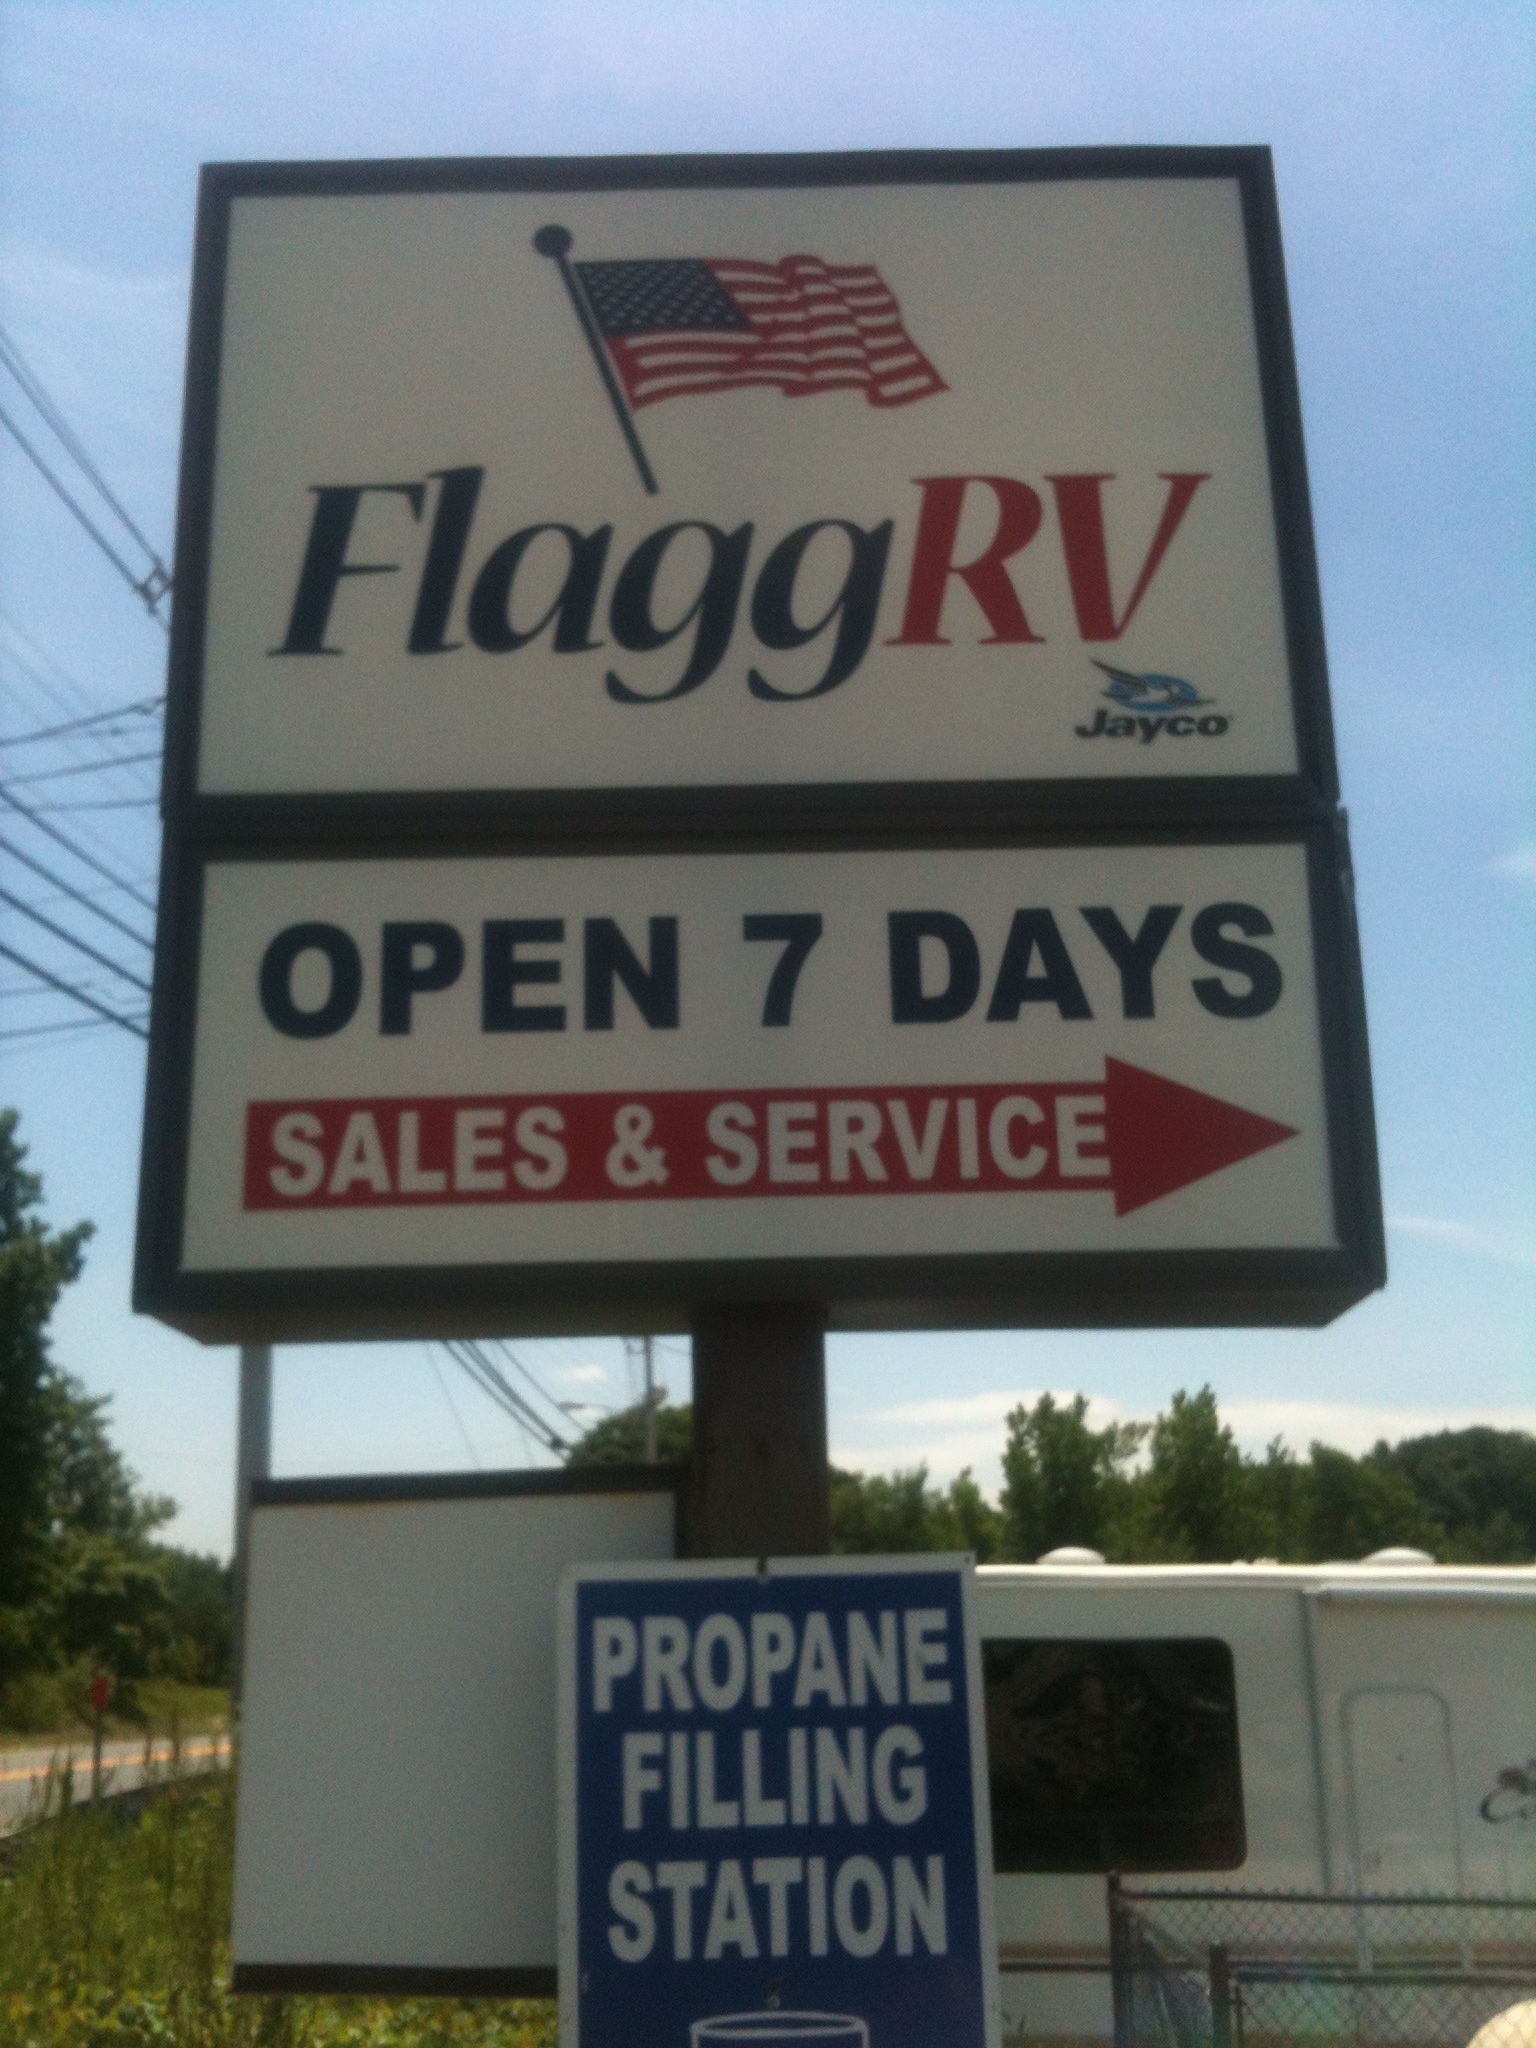 FlaggRV
Jayco
OPEN 7 DAYS
SALES & SERVICE
PROPANE
FILLING
STATION